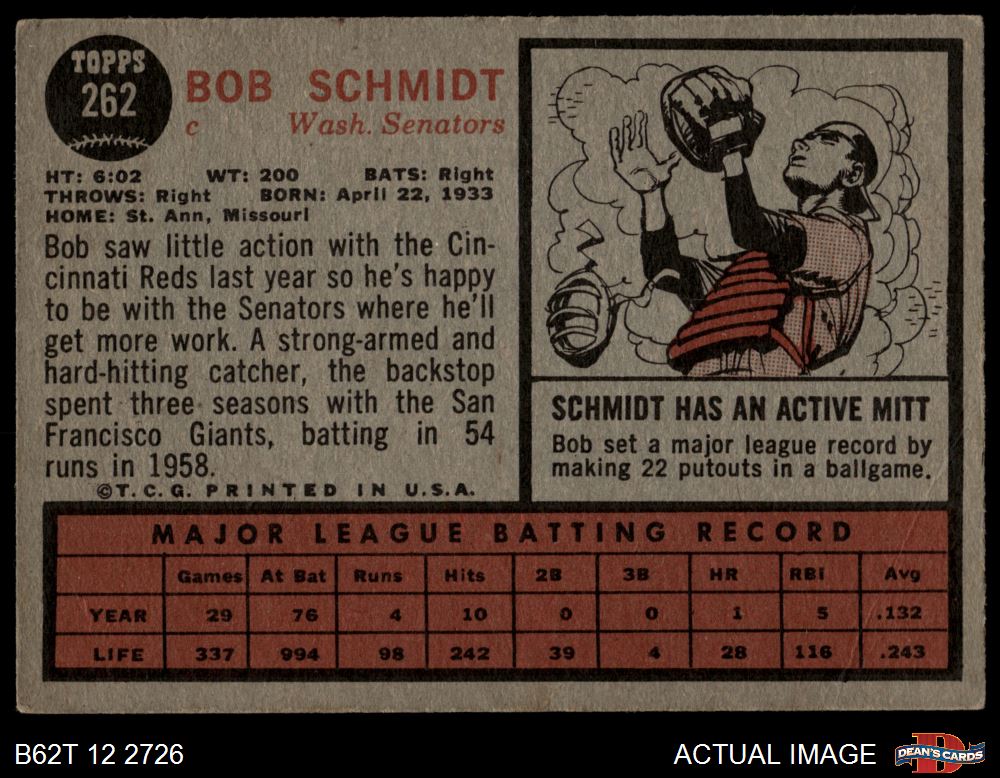 TOPPS
262
BOB SCHMIDT
c Wash. Senators
HT: 6:02 WT: 200 BATS: Right
THROWS: Right BORN: April 22, 1933
HOME: St. Ann, Missouri
Bob saw little action with the Cin-
cinnati Reds last year so he's happy
to be with the Senators where he'll
get more work. A strong-armed and
hard-hitting catcher, the backstop
spent three seasons with the San
Francisco Giants, batting in 54
runs in 1958.
©T.C.G. PRINTED IN U.S.A.
SCHMIDT HAS AN ACTIVE MITT
Bob set a major league record by
making 22 putouts in a ballgame.
MAJOR LEAGUE BATTING RECORD
Games At Bat Runs Hits 2B 3B HR RBI Avg
YEAR 29 76 4 10 0 0 1 5 .132
LIFE 337 994 98 242 39 4 28 116 .243
B62T 12 2726 ACTUAL IMAGE DEAN'S CARDS